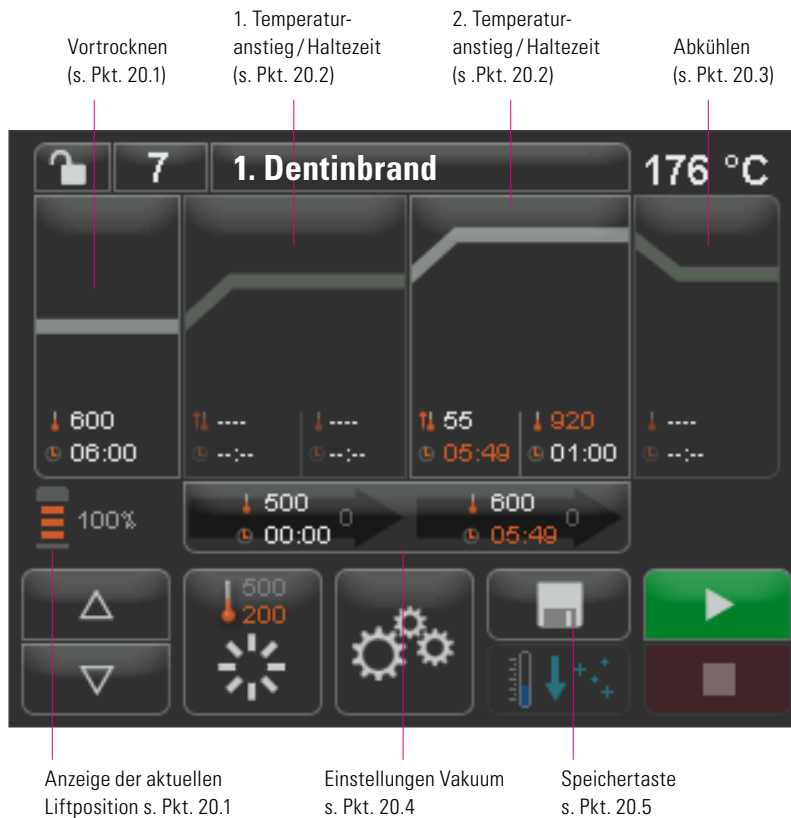 Vortrocknen
(s. Pkt. 20.1)
1. Temperatur-
anstieg / Haltezeit
(s. Pkt. 20.2)
2. Temperatur-
anstieg / Haltezeit
(s .Pkt. 20.2)
Abkühlen
(s. Pkt. 20.3)
7
1. Dentinbrand
176 °C
600
06:00
----
--:--
----
--:--
55
05:49
920
01:00
----
--:--
100%
500
00:00
0
600
05:49
0
500
200
Anzeige der aktuellen
Liftposition s. Pkt. 20.1
Einstellungen Vakuum
s. Pkt. 20.4
Speichertaste
s. Pkt. 20.5